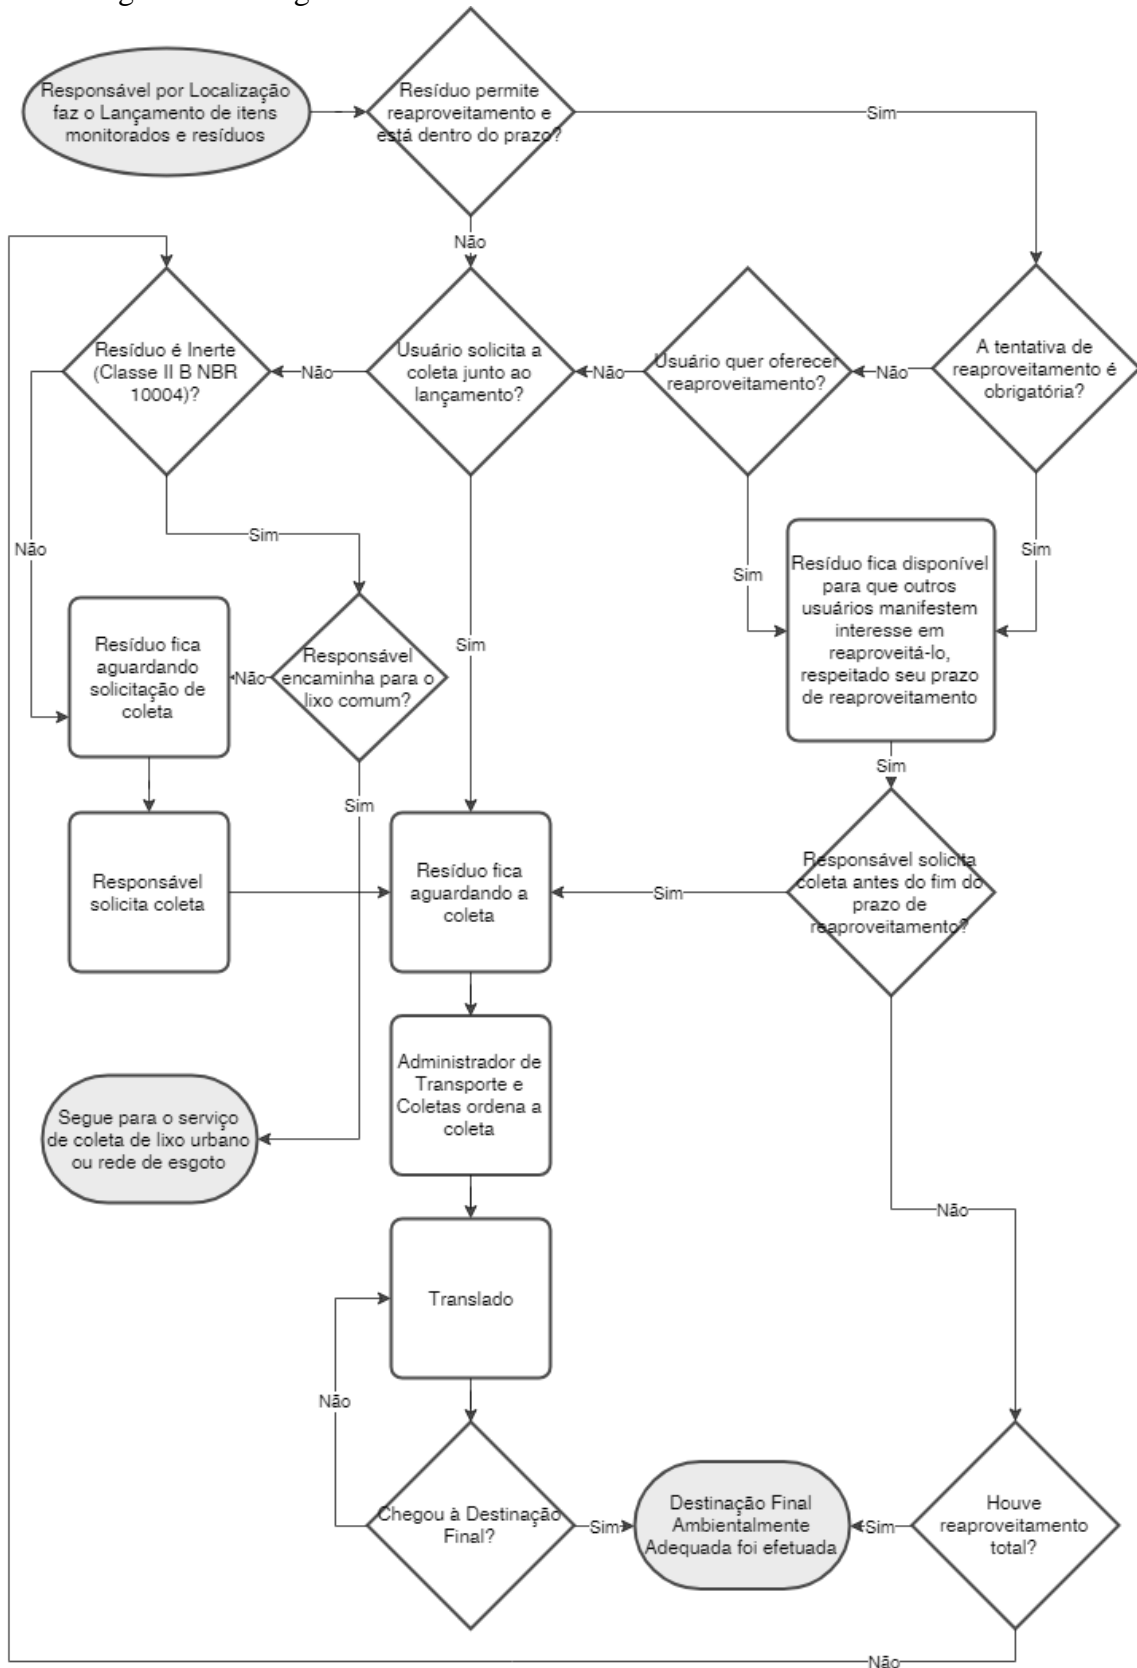 Responsável por Localização
faz o Lançamento de itens
monitorados e resíduos
Resíduo permite
reaproveitamento e
está dentro do prazo?
Sim
Não
Resíduo é Inerte
(Classe II B NBR
10004)?
Não
Usuário solicita a
coleta junto ao
lançamento?
Não
Usuário quer oferecer
reaproveitamento?
Não
A tentativa de
reaproveitamento é
obrigatória?
Não
Sim
Sim
Sim
Sim
Resíduo fica disponível
para que outros
usuários manifestem
interesse em
reaproveitá-lo,
respeitado seu prazo
de reaproveitamento
Resíduo fica
aguardando
solicitação de
coleta
Não
Responsável
encaminha para o
lixo comum?
Sim
Sim
Responsável
solicita coleta
Resíduo fica
aguardando a
coleta
Sim
Responsável solicita
coleta antes do fim do
prazo de
reaproveitamento?
Administrador de
Transporte e
Coletas ordena a
coleta
Segue para o serviço
de coleta de lixo urbano
ou rede de esgoto
Não
Translado
Não
Chegou à Destinação
Final?
Sim
Destinação Final
Ambientalmente
Adequada foi efetuada
Sim
Houve
reaproveitamento
total?
Não